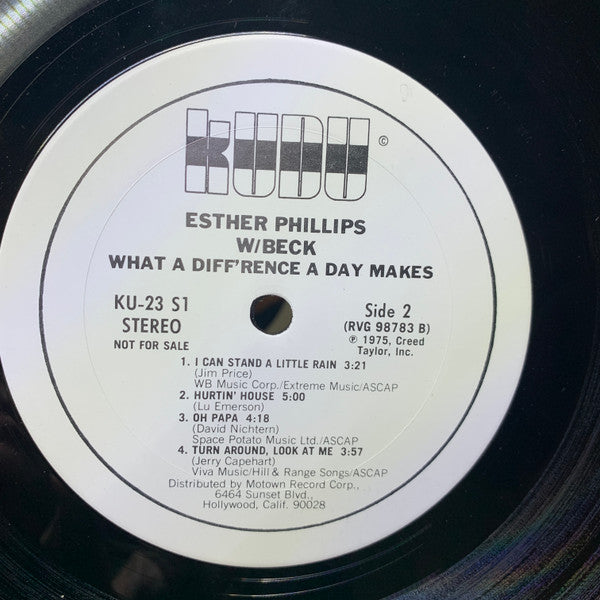 KUDU ©
ESTHER PHILLIPS
W/BECK
WHAT A DIFF'RENCE A DAY MAKES
KU-23 S1
STEREO
NOT FOR SALE
Side 2
(RVG 98783 B)
℗ 1975, Creed
Taylor, Inc.
1. I CAN STAND A LITTLE RAIN 3:21
(Jim Price)
WB Music Corp./Extreme Music/ASCAP
2. HURTIN' HOUSE 5:00
(Lu Emerson)
3. OH PAPA 4:18
(David Nichtern)
Space Potato Music Ltd./ASCAP
4. TURN AROUND, LOOK AT ME 3:57
(Jerry Capehart)
Viva Music/Hill & Range Songs/ASCAP
Distributed by Motown Record Corp.,
6464 Sunset Blvd.,
Hollywood, Calif. 90028